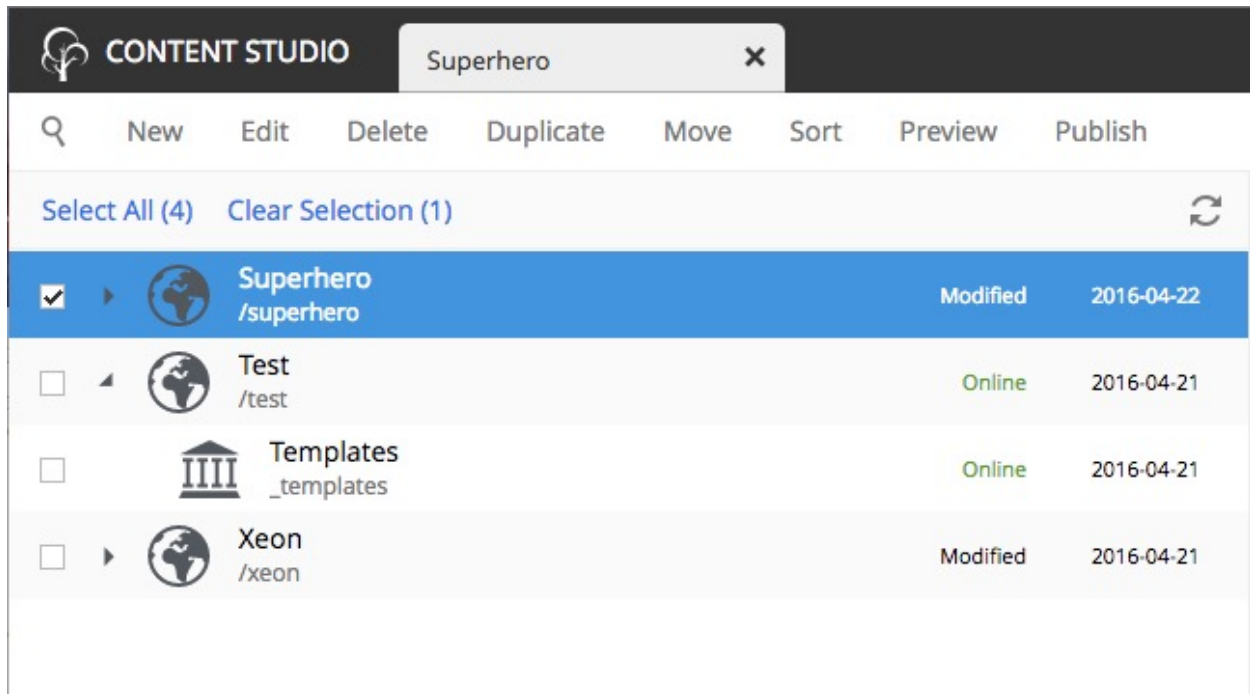 CONTENT STUDIO Superhero
New Edit Delete Duplicate Move Sort Preview Publish
Select All (4) Clear Selection (1)
Superhero
/superhero
Modified 2016-04-22
Test
/test
Online 2016-04-21
Templates
_templates
Online 2016-04-21
Xeon
/xeon
Modified 2016-04-21